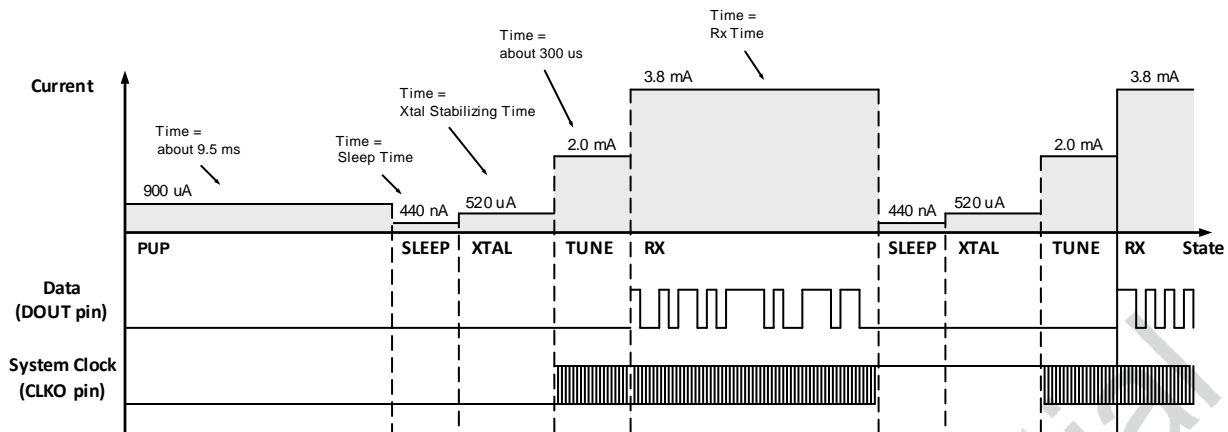 Time =
Rx Time
Time =
about 300 us
3.8 mA
3.8 mA
Current
Time =
Xtal Stabilizing Time
Time =
about 9.5 ms
Time =
Sleep Time
2.0 mA
2.0 mA
900 uA
440 nA
520 uA
440 nA
520 uA
PUP
SLEEP
XTAL
TUNE
RX
SLEEP
XTAL
TUNE
RX
State
Data
(DOUT pin)
System Clock
(CLKO pin)